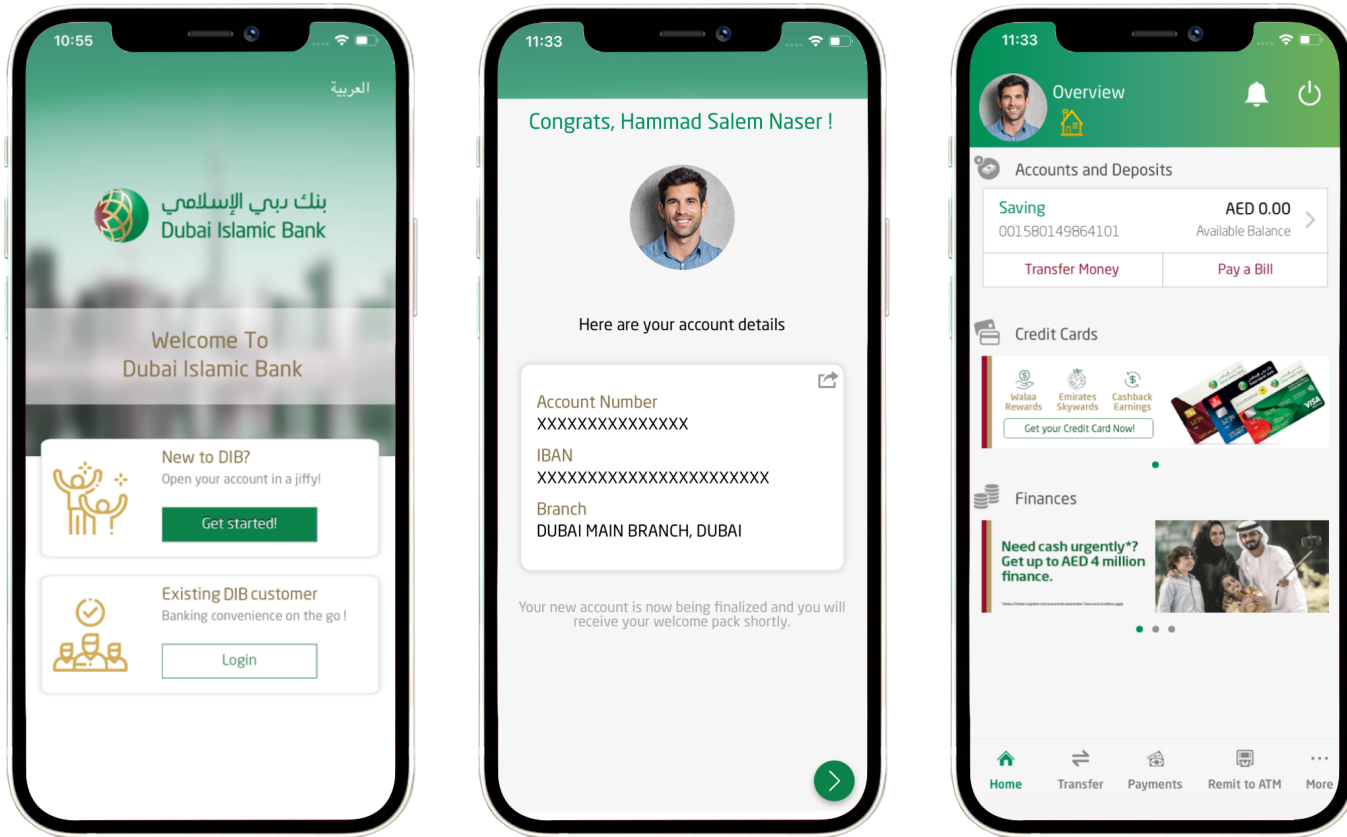 10:55
العربية
بنك دبي الإسلامي
Dubai Islamic Bank
Welcome To
Dubai Islamic Bank
New to DIB?
Open your account in a jiffy!
Get started!
Existing DIB customer
Banking convenience on the go !
Login
11:33
Congrats, Hammad Salem Naser !
Here are your account details
Account Number
XXXXXXXXXXXXXXX
IBAN
XXXXXXXXXXXXXXXXXXXXXXX
Branch
DUBAI MAIN BRANCH, DUBAI
Your new account is now being finalized and you will
receive your welcome pack shortly.
11:33
Overview
Accounts and Deposits
Saving AED 0.00
001580149864101 Available Balance
Transfer Money Pay a Bill
Credit Cards
Walaa Emirates Cashback
Rewards Skywards Earnings
Get your Credit Card Now!
VISA
Finances
Need cash urgently*?
Get up to AED 4 million
finance.
Home Transfer Payments Remit to ATM More